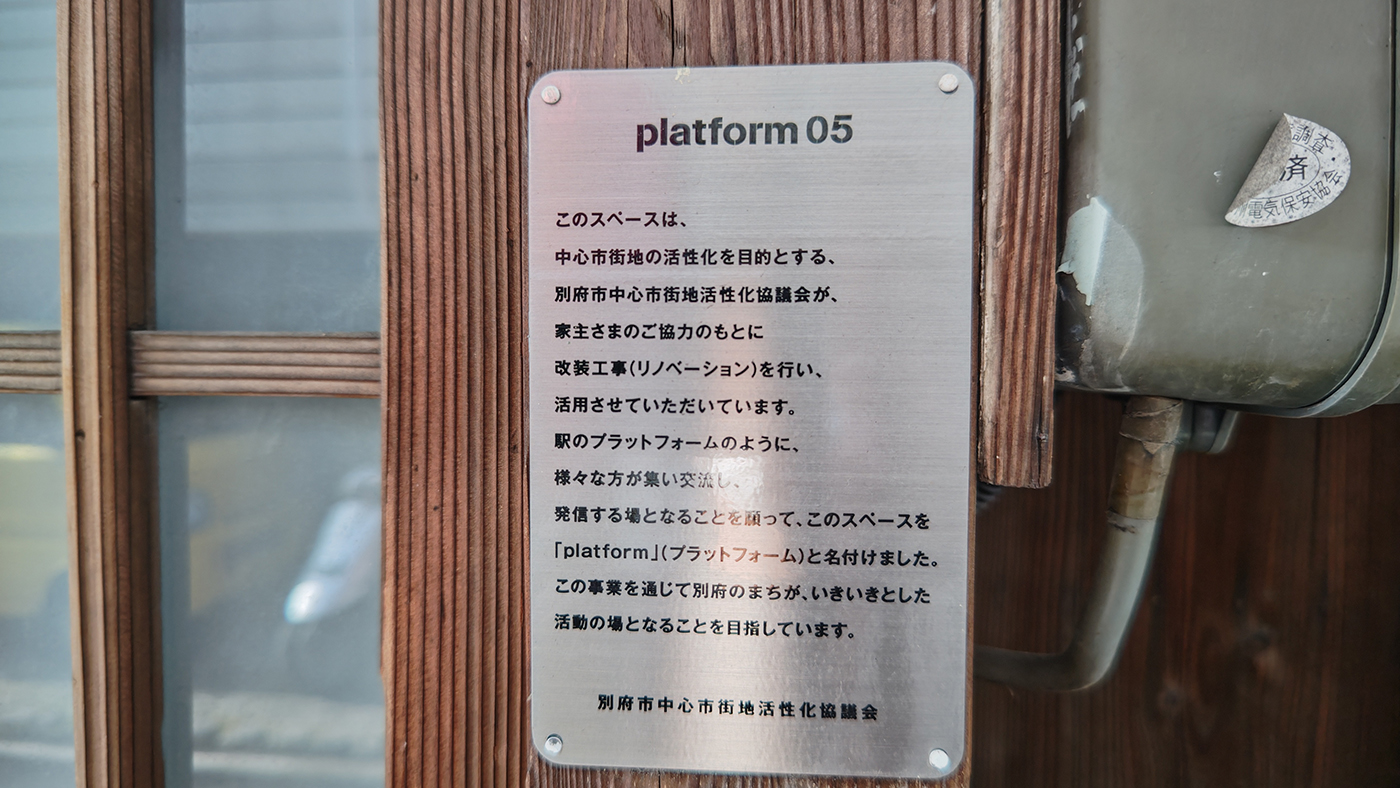 platform 05
このスペースは、
中心市街地の活性化を目的とする、
別府市中心市街地活性化協議会が、
家主さまのご協力のもとに
改装工事(リノベーション)を行い、
活用させていただいています。
駅のプラットフォームのように、
様々な方が集い交流し、
発信する場となることを願って、このスペースを
「platform」(プラットフォーム)と名付けました。
この事業を通じて別府のまちが、いきいきとした
活動の場となることを目指しています。
別府市中心市街地活性化協議会
調査・
済
電気保安協会